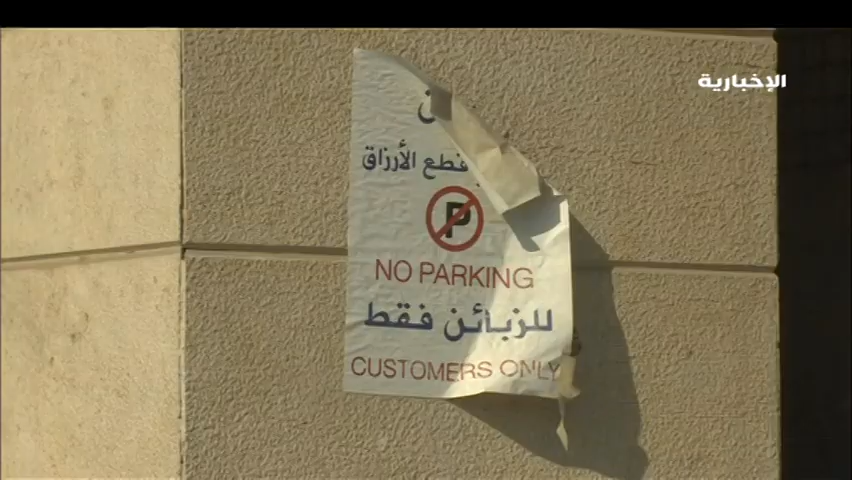 الإخبارية
قطع الأرزاق
P
NO PARKING
للزبائن فقط
CUSTOMERS ONLY